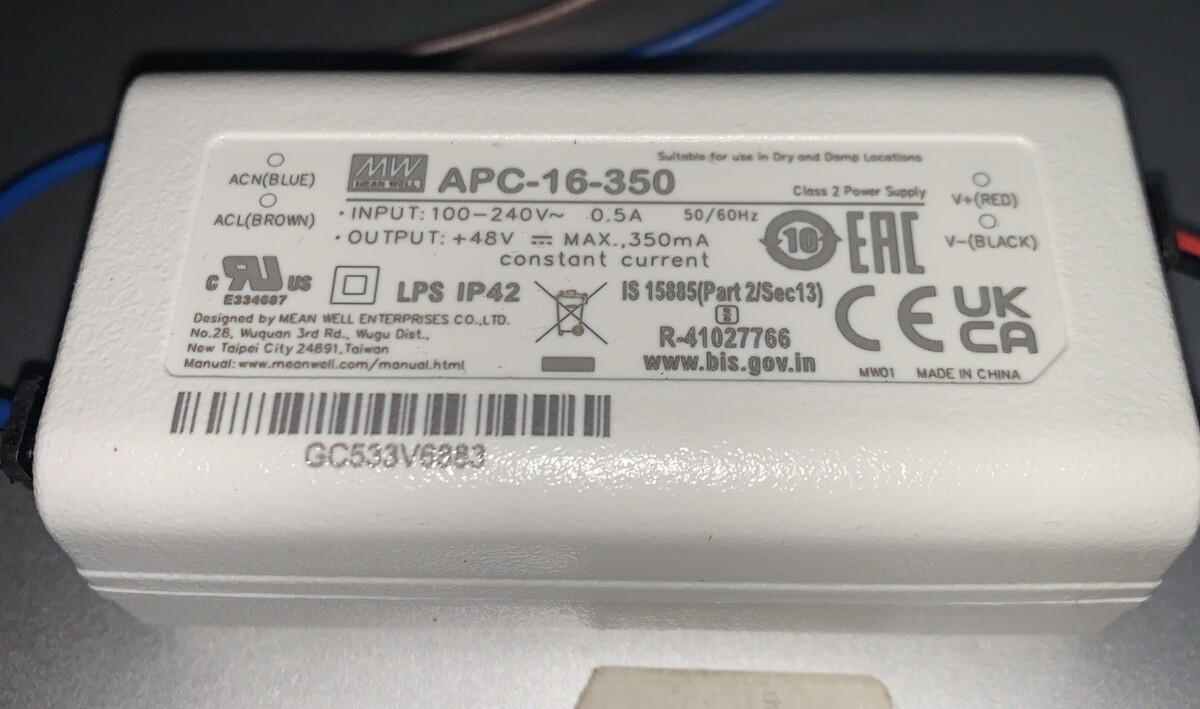 ACN(BLUE)
ACL(BROWN)
MW
MEAN WELL
APC-16-350
Suitable for use in Dry and Damp Locations
Class 2 Power Supply
V+(RED)
V-(BLACK)
· INPUT: 100-240V~ 0.5A 50/60Hz
· OUTPUT: +48V ⎓ MAX.,350mA
constant current
10
EAC
c RU US
E334687
LPS IP42
IS 15885(Part 2/Sec13)
R-41027766
www.bis.gov.in
CE
UK
CA
Designed by MEAN WELL ENTERPRISES CO.,LTD.
No.28, Wuquan 3rd Rd., Wugu Dist.,
New Taipei City 24891,Taiwan
Manual: www.meanwell.com/manual.html
MW01 MADE IN CHINA
GC533V6883